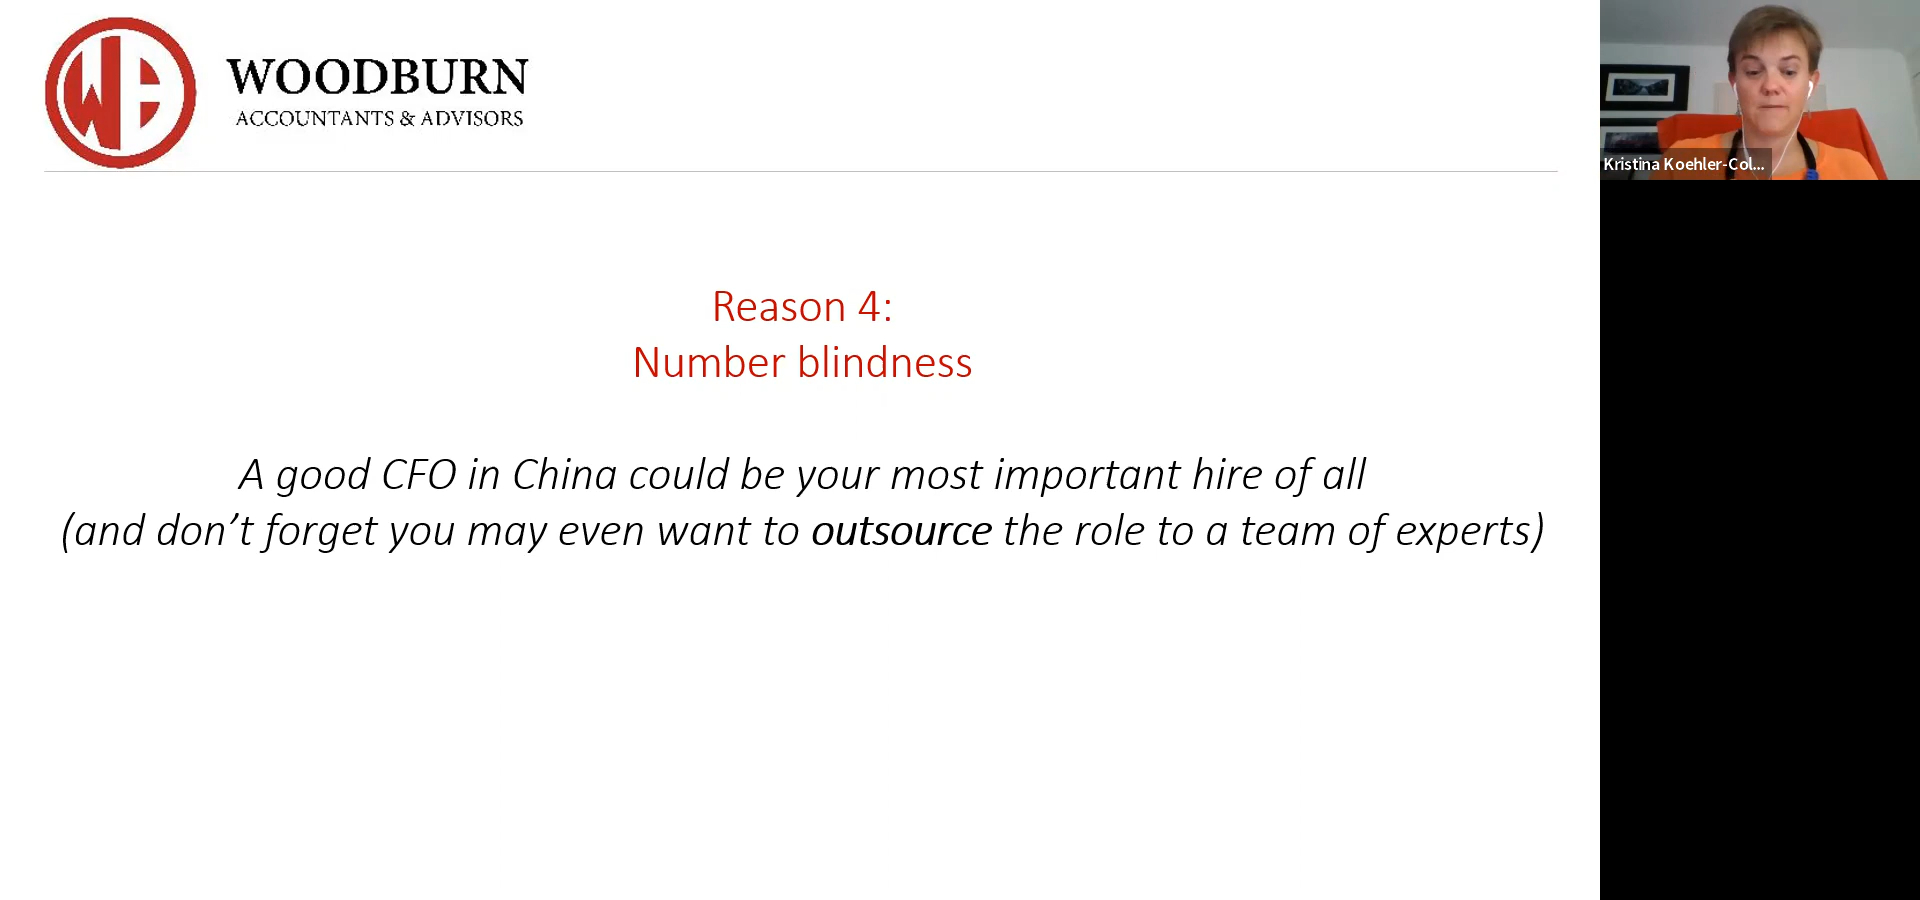 WOODBURN
ACCOUNTANTS & ADVISORS
Kristina Koehler-Col...
Reason 4:
Number blindness
A good CFO in China could be your most important hire of all
(and don’t forget you may even want to outsource the role to a team of experts)